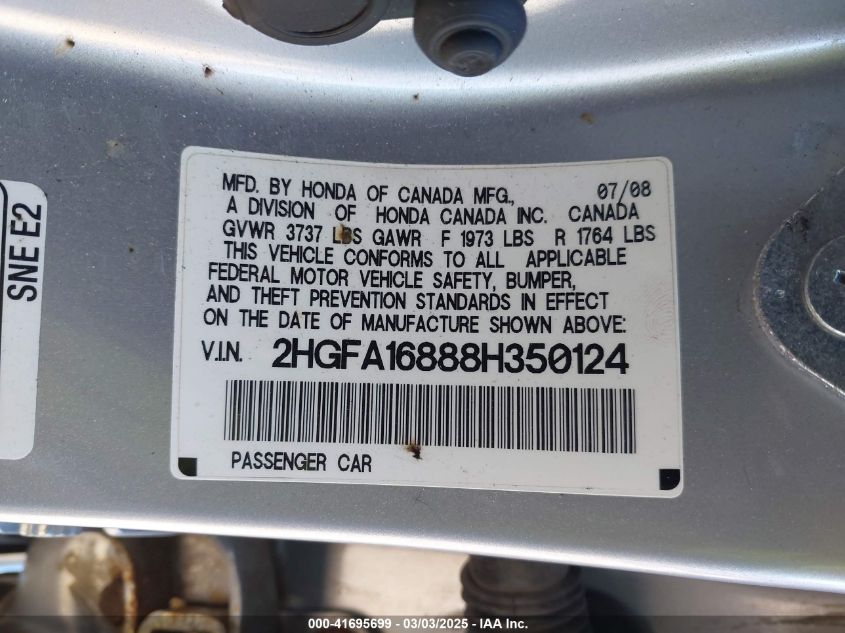 SNE E2
MFD. BY HONDA OF CANADA MFG., 07/08
A DIVISION OF HONDA CANADA INC. CANADA
GVWR 3737 LBS GAWR F 1973 LBS R 1764 LBS
THIS VEHICLE CONFORMS TO ALL APPLICABLE
FEDERAL MOTOR VEHICLE SAFETY, BUMPER,
AND THEFT PREVENTION STANDARDS IN EFFECT
ON THE DATE OF MANUFACTURE SHOWN ABOVE:
V.I.N. 2HGFA16888H350124
PASSENGER CAR
000-41695699 - 03/03/2025 - IAA Inc.